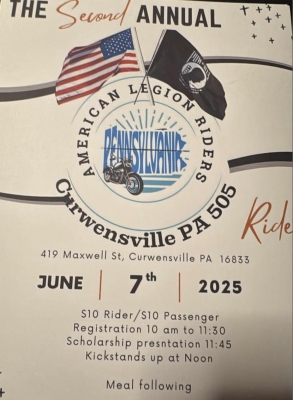 THE Second ANNUAL
AMERICAN LEGION RIDERS
PENNSYLVANIA
Curwensville PA 505
Ride
419 Maxwell St, Curwensville PA 16833
JUNE | 7th | 2025
S10 Rider/S10 Passenger
Registration 10 am to 11:30
Scholarship presntation 11:45
Kickstands up at Noon
Meal following